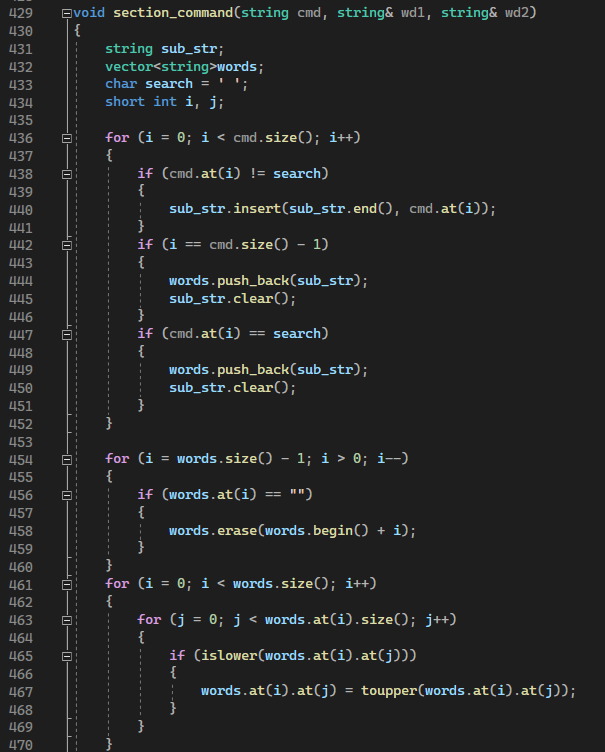 429 void section_command(string cmd, string& wd1, string& wd2)
430 {
431 string sub_str;
432 vector<string>words;
433 char search = ' ';
434 short int i, j;
435
436 for (i = 0; i < cmd.size(); i++)
437 {
438 if (cmd.at(i) != search)
439 {
440 sub_str.insert(sub_str.end(), cmd.at(i));
441 }
442 if (i == cmd.size() - 1)
443 {
444 words.push_back(sub_str);
445 sub_str.clear();
446 }
447 if (cmd.at(i) == search)
448 {
449 words.push_back(sub_str);
450 sub_str.clear();
451 }
452 }
453
454 for (i = words.size() - 1; i > 0; i--)
455 {
456 if (words.at(i) == "")
457 {
458 words.erase(words.begin() + i);
459 }
460 }
461 for (i = 0; i < words.size(); i++)
462 {
463 for (j = 0; j < words.at(i).size(); j++)
464 {
465 if (islower(words.at(i).at(j)))
466 {
467 words.at(i).at(j) = toupper(words.at(i).at(j));
468 }
469 }
470 }